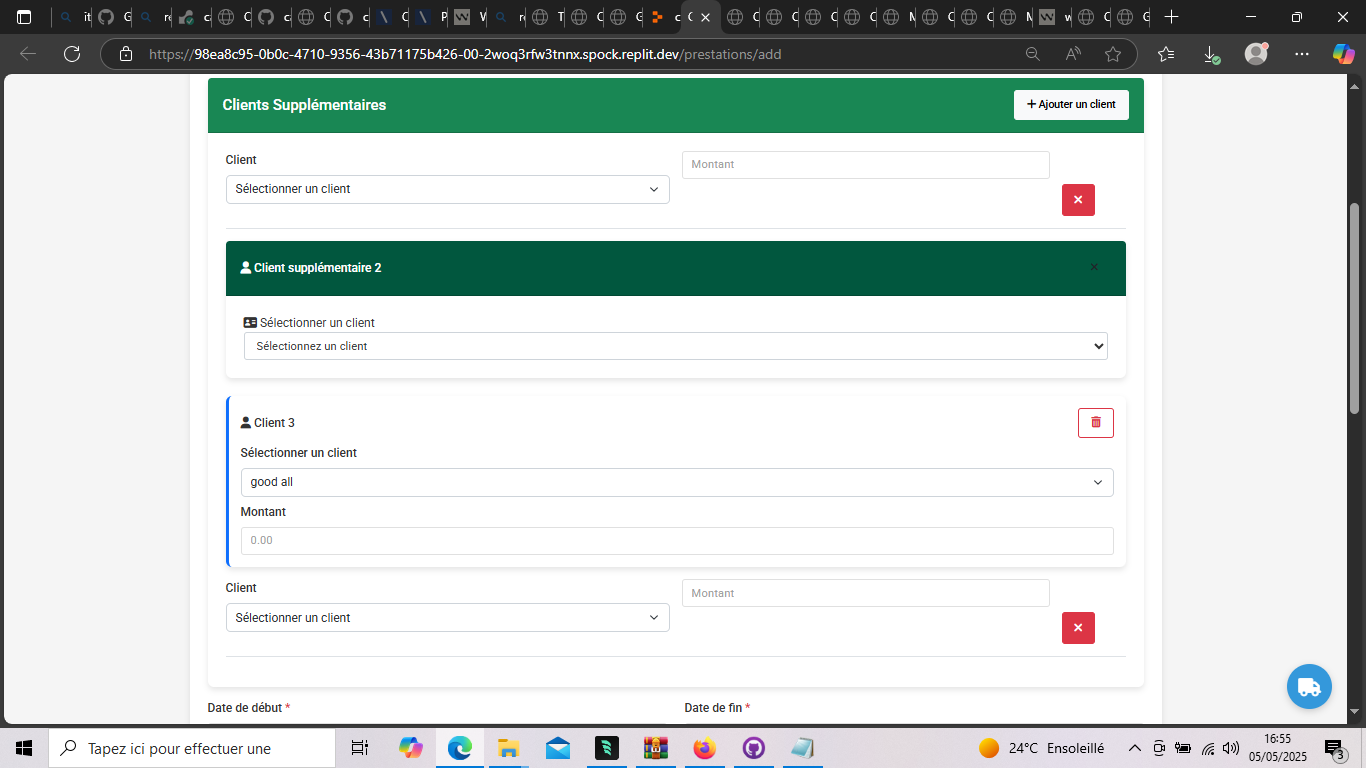 https://98ea8c95-0b0c-4710-9356-43b71175b426-00-2woq3rfw3tnnx.spock.replit.dev/prestations/add
Clients Supplémentaires
+ Ajouter un client
Client
Montant
Sélectionner un client
Client supplémentaire 2
Sélectionner un client
Sélectionnez un client
Client 3
Sélectionner un client
good all
Montant
0.00
Client
Montant
Sélectionner un client
Date de début *
Date de fin *
Tapez ici pour effectuer une
24°C Ensoleillé
16:55
05/05/2025
3